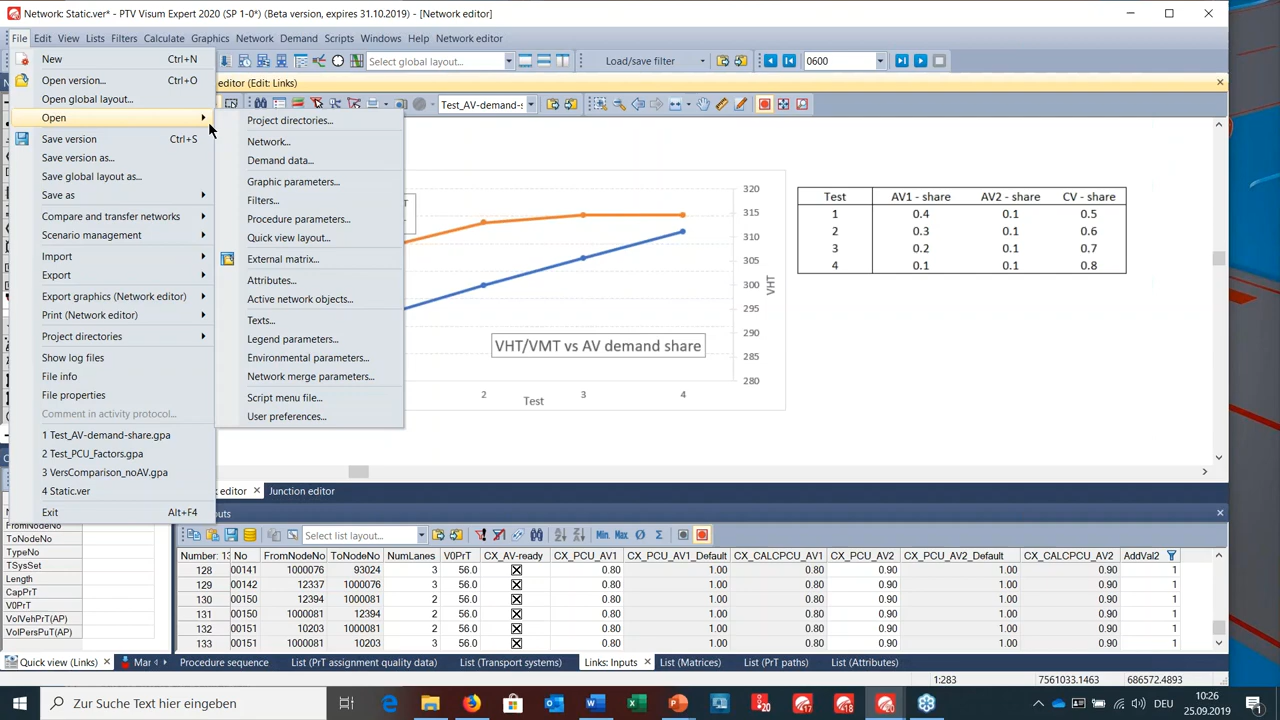 Network: Static.ver* - PTV Visum Expert 2020 (SP 1-0*) (Beta version, expires 31.10.2019) - [Network editor]
File Edit View Lists Filters Calculate Graphics Network Demand Scripts Windows Help Network editor
New Ctrl+N
Select global layout...
Load/save filter
0600
Open version... Ctrl+O
editor (Edit: Links)
Open global layout...
Test_AV-demand-s
Open
Project directories...
Save version Ctrl+S
Network...
Save version as...
Demand data...
Save global layout as...
Graphic parameters...
Save as
Filters...
Compare and transfer networks
Procedure parameters...
Scenario management
Quick view layout...
Import
External matrix...
Export
Attributes...
Export graphics (Network editor)
Active network objects...
Print (Network editor)
Texts...
Project directories
Legend parameters...
Show log files
Environmental parameters...
File info
Network merge parameters...
File properties
Script menu file...
Comment in activity protocol...
User preferences...
1 Test_AV-demand-share.gpa
2 Test_PCU_Factors.gpa
3 VersComparison_noAV.gpa
4 Static.ver
Exit Alt+F4
T
320
315
310
305
300
295
290
285
280
VHT
VHT/VMT vs AV demand share
2 3 4
Test
Test AV1 - share AV2 - share CV - share
1 0.4 0.1 0.5
2 0.3 0.1 0.6
3 0.2 0.1 0.7
4 0.1 0.1 0.8
editor
Junction editor
puts
Select list layout...
Min Max
Number: 13 No FromNodeNo ToNodeNo NumLanes V0PrT CX_AV-ready CX_PCU_AV1 CX_PCU_AV1_Default CX_CALCPCU_AV1 CX_PCU_AV2 CX_PCU_AV2_Default CX_CALCPCU_AV2 AddVal2
128 00141 1000076 93024 3 56.0 0.80 1.00 0.80 0.90 1.00 0.90 1
129 00142 12337 1000076 3 56.0 0.80 1.00 0.80 0.90 1.00 0.90 1
130 00150 12394 1000081 2 56.0 0.80 1.00 0.80 0.90 1.00 0.90 1
131 00150 1000081 12394 2 56.0 0.80 1.00 0.80 0.90 1.00 0.90 1
132 00151 10203 1000081 2 56.0 0.80 1.00 0.80 0.90 1.00 0.90 1
133 00151 1000081 10203 2 56.0 0.80 1.00 0.80 0.90 1.00 0.90 1
FromNodeNo
ToNodeNo
TypeNo
TSysSet
Length
CapPrT
V0PrT
VolVehPrT(AP)
VolPersPuT(AP)
Quick view (Links) Mar Procedure sequence List (PrT assignment quality data) List (Transport systems) Links: Inputs List (Matrices) List (PrT paths) List (Attributes)
1:283 7561033.1463 686572.4893
Zur Suche Text hier eingeben
DEU
10:26
25.09.2019